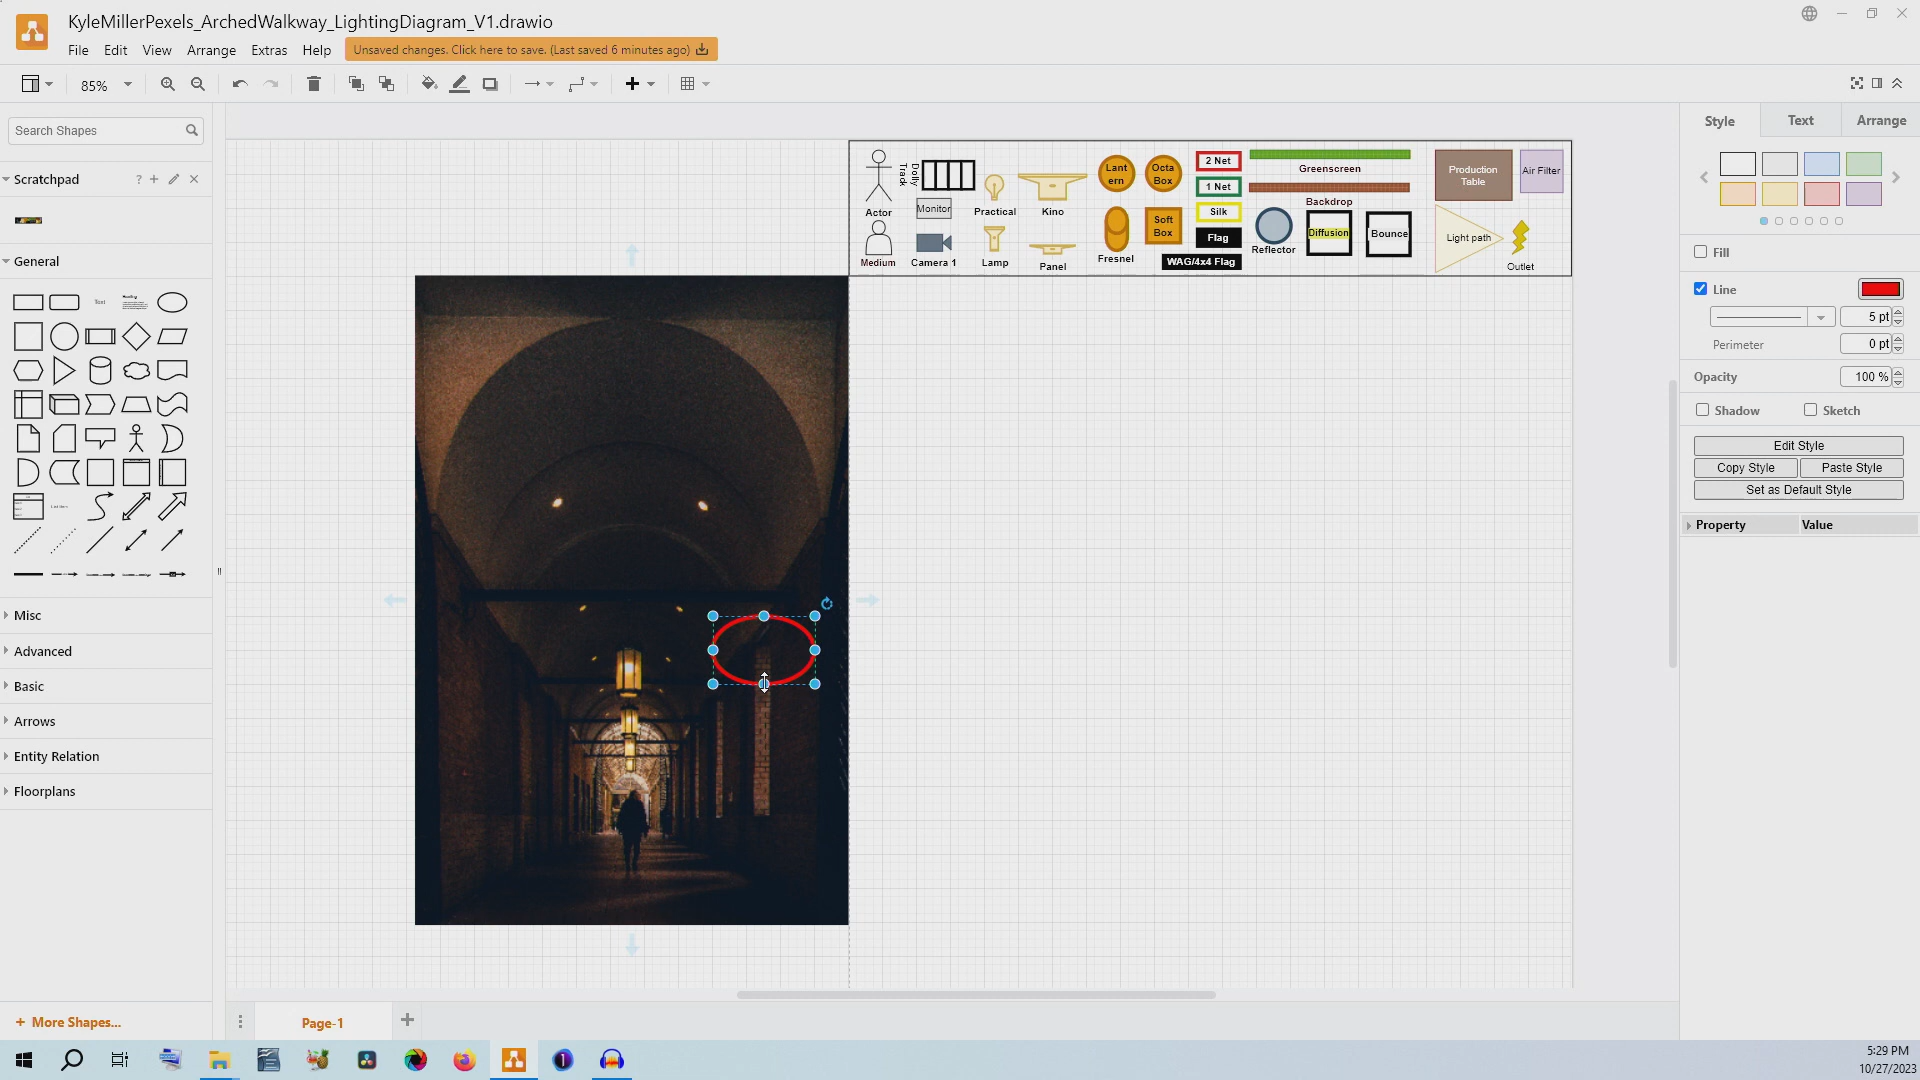 KyleMillerPexels_ArchedWalkway_LightingDiagram_V1.drawio
File Edit View Arrange Extras Help
Unsaved changes. Click here to save. (Last saved 6 minutes ago)
85%
Search Shapes
Scratchpad
?
General
Text
Heading
Misc
Advanced
Basic
Arrows
Entity Relation
Floorplans
+ More Shapes...
Actor
Dolly
Track
Monitor
Medium
Camera 1
Practical
Lamp
Kino
Panel
Lant
ern
Octa
Box
Fresnel
Soft
Box
2 Net
1 Net
Silk
Flag
WAG/4x4 Flag
Greenscreen
Backdrop
Reflector
Diffusion
Bounce
Production
Table
Air Filter
Light path
Outlet
Style Text Arrange
Fill
Line
5 pt
Perimeter 0 pt
Opacity 100 %
Shadow Sketch
Edit Style
Copy Style Paste Style
Set as Default Style
Property Value
Page-1
5:29 PM
10/27/2023